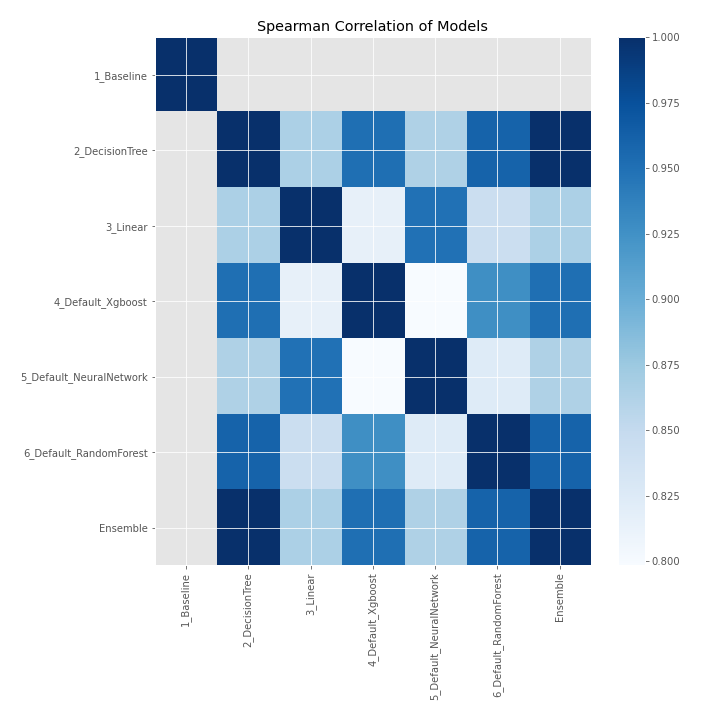 Spearman Correlation of Models
1_Baseline
2_DecisionTree
3_Linear
4_Default_Xgboost
5_Default_NeuralNetwork
6_Default_RandomForest
Ensemble
1_Baseline
2_DecisionTree
3_Linear
4_Default_Xgboost
5_Default_NeuralNetwork
6_Default_RandomForest
Ensemble
1.000
0.975
0.950
0.925
0.900
0.875
0.850
0.825
0.800